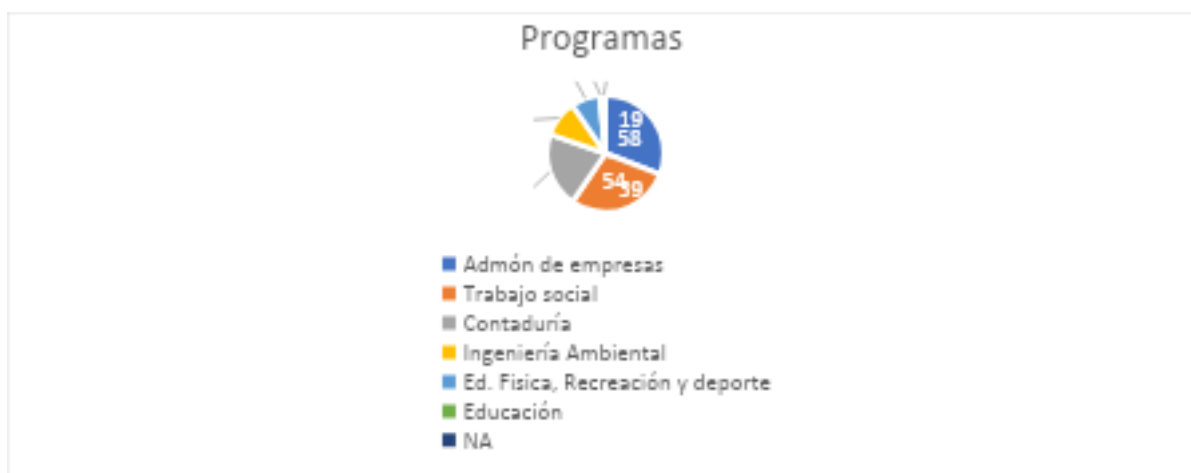 Programas
19
58
54
39
Admón de empresas
Trabajo social
Contaduría
Ingeniería Ambiental
Ed. Fisica, Recreación y deporte
Educación
NA